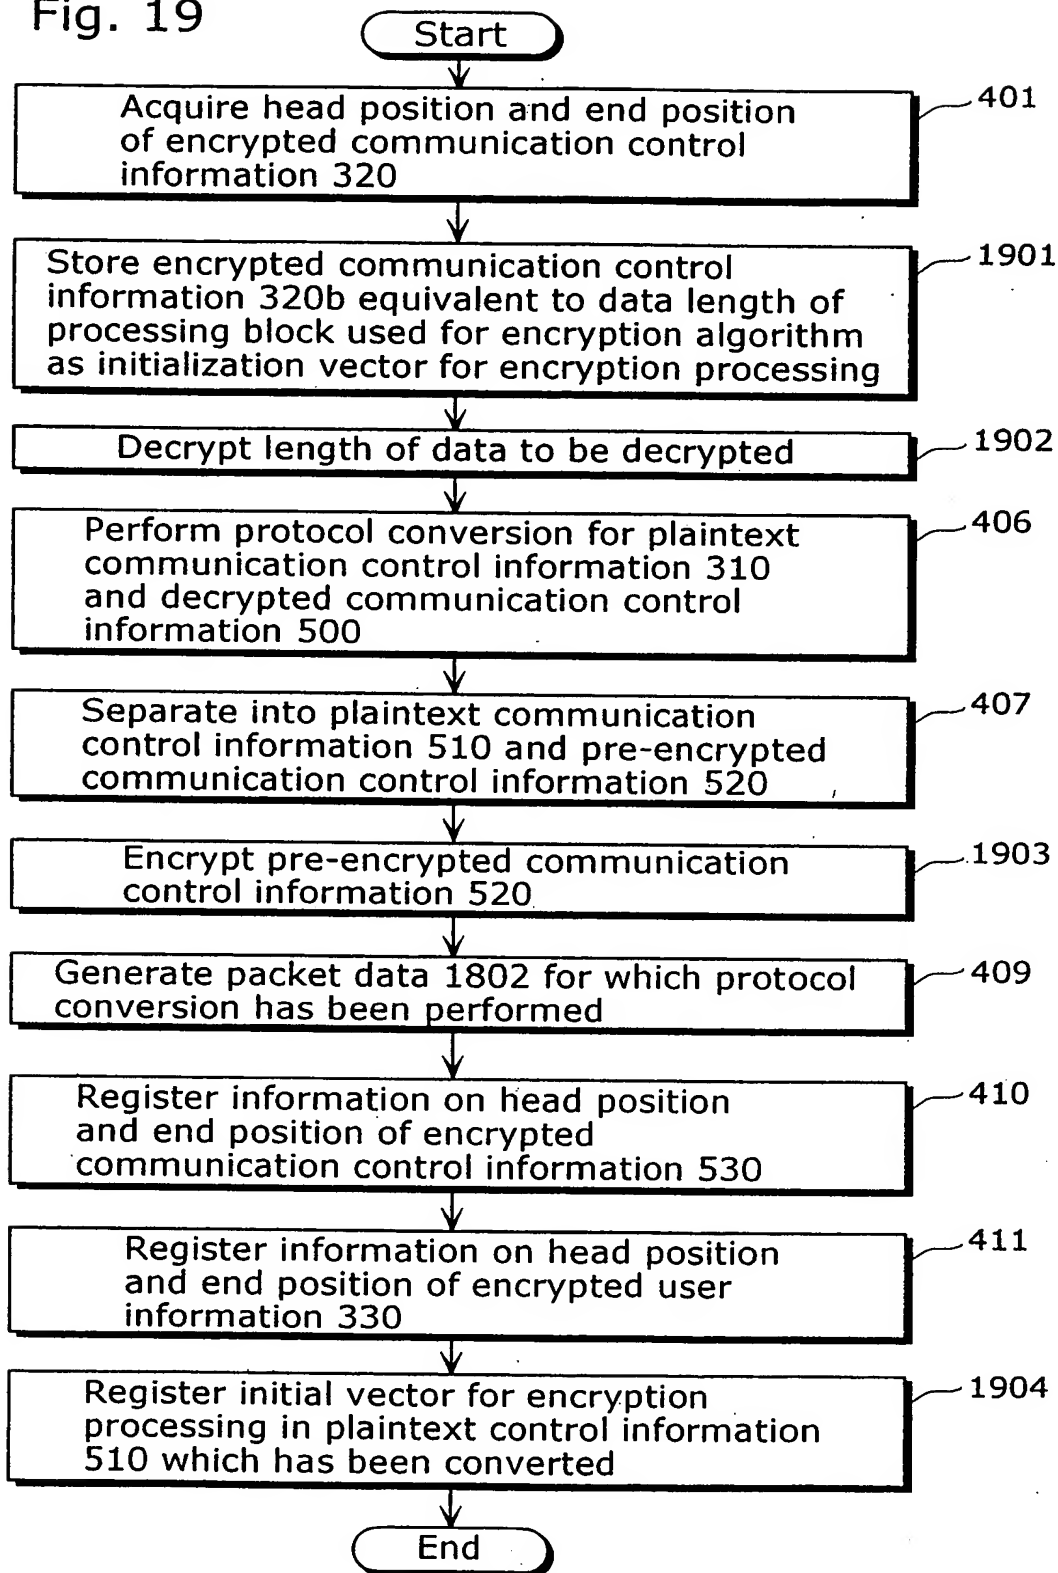 Fig. 19
Start
Acquire head position and end position
of encrypted communication control
information 320
401
Store encrypted communication control
information 320b equivalent to data length of
processing block used for encryption algorithm
as initialization vector for encryption processing
1901
Decrypt length of data to be decrypted
1902
Perform protocol conversion for plaintext
communication control information 310
and decrypted communication control
information 500
406
Separate into plaintext communication
control information 510 and pre-encrypted
communication control information 520
407
Encrypt pre-encrypted communication
control information 520
1903
Generate packet data 1802 for which protocol
conversion has been performed
409
Register information on head position
and end position of encrypted
communication control information 530
410
Register information on head position
and end position of encrypted user
information 330
411
Register initial vector for encryption
processing in plaintext control information
510 which has been converted
1904
End